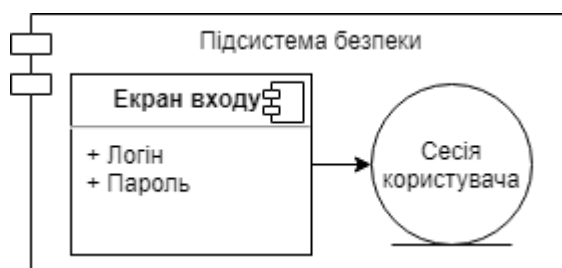 Підсистема безпеки
Екран входу
+ Логін
+ Пароль
Сесія
користувача